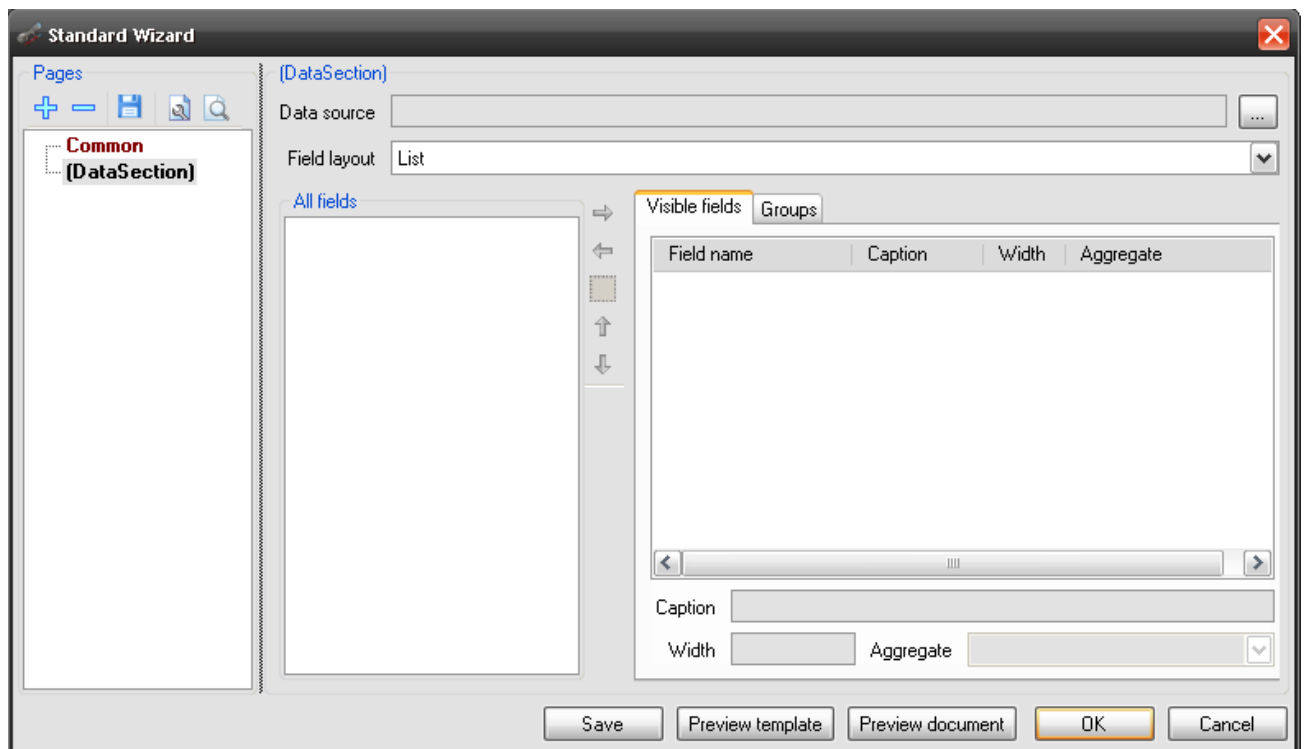 Standard Wizard
Pages
Common
(DataSection)
(DataSection)
Data source
...
Field layout List
All fields
Visible fields Groups
Field name Caption Width Aggregate
Caption
Width Aggregate
Save Preview template Preview document OK Cancel